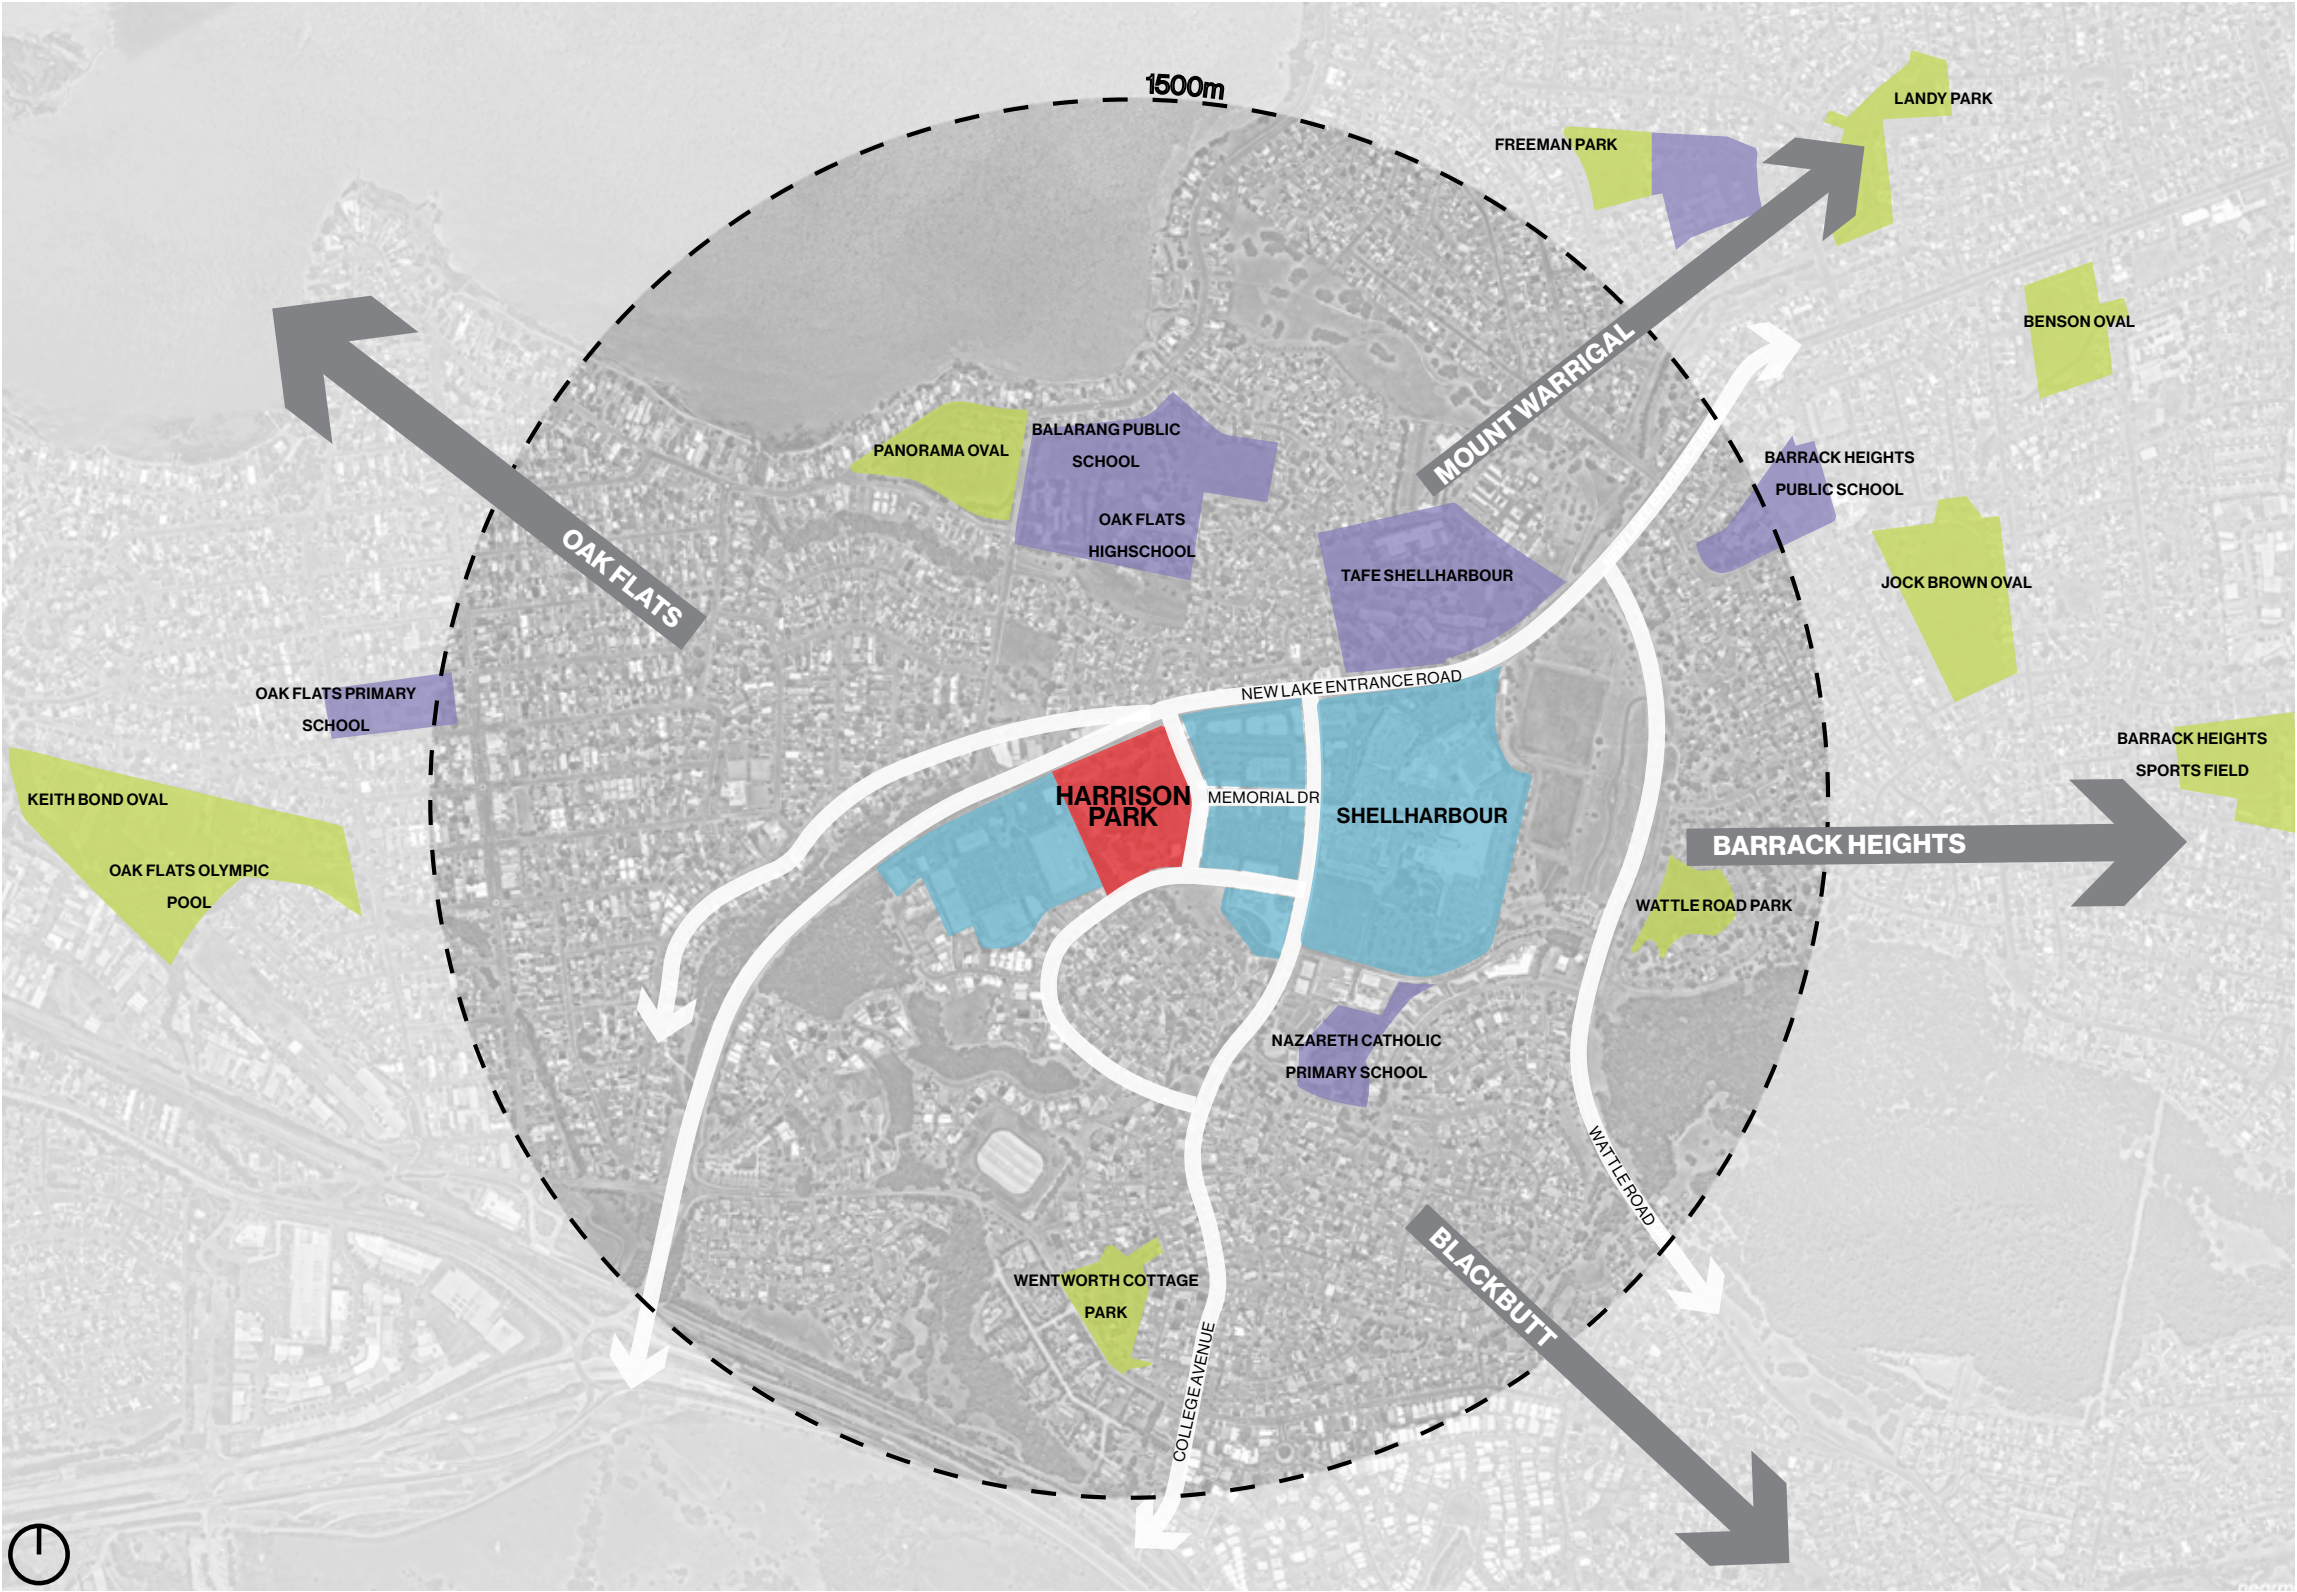 1500m
LANDY PARK
FREEMAN PARK
BENSON OVAL
MOUNT WARRIGAL
PANORAMA OVAL
BALARANG PUBLIC
SCHOOL
OAK FLATS
HIGHSCHOOL
BARRACK HEIGHTS
PUBLIC SCHOOL
OAK FLATS
TAFE SHELLHARBOUR
JOCK BROWN OVAL
OAK FLATS PRIMARY
SCHOOL
NEW LAKE ENTRANCE ROAD
BARRACK HEIGHTS
SPORTS FIELD
KEITH BOND OVAL
HARRISON
PARK
MEMORIAL DR
SHELLHARBOUR
BARRACK HEIGHTS
OAK FLATS OLYMPIC
POOL
WATTLE ROAD PARK
NAZARETH CATHOLIC
PRIMARY SCHOOL
WATTLE ROAD
WENTWORTH COTTAGE
PARK
BLACKBUTT
COLLEGE AVENUE